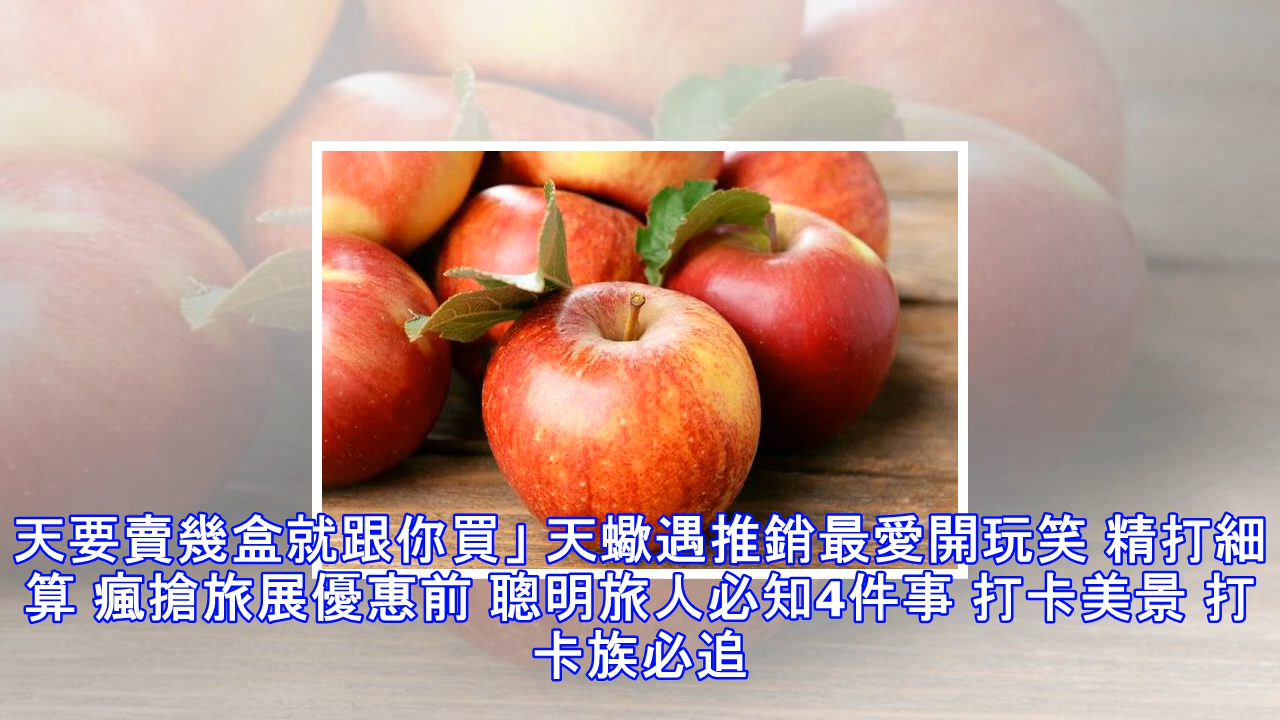 天要賣幾盒就跟你買」天蠍遇推銷最愛開玩笑 精打細
算 瘋搶旅展優惠前 聰明旅人必知4件事 打卡美景 打
卡族必追